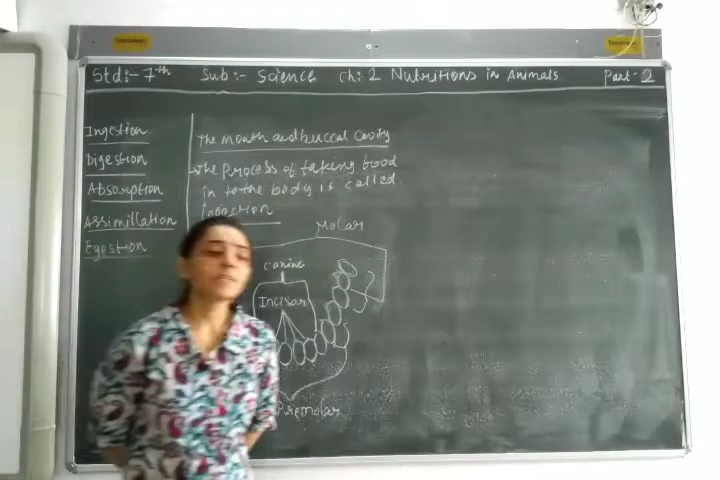 Std:- 7th Sub:- Science Ch: 2 Nutritions in Animals Part- 2
Ingestion
Digestion
Absorption
Assimillation
Egestion
The mouth and buccal cavity
The process of taking food
in to the body is called
ingestion
Molar
Canine
Incisor
Premolar